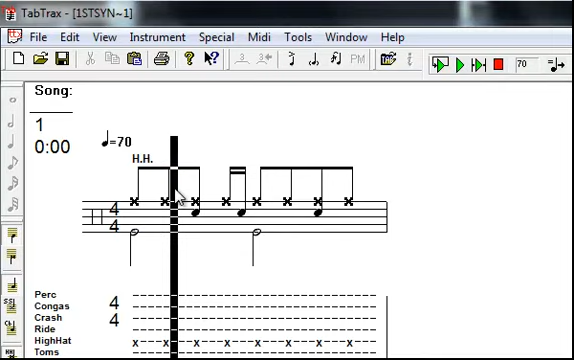 TabTrax - [1STSYN~1]
File Edit View Instrument Special Midi Tools Window Help
PM 70
Song:
1
0:00
=70
H.H.
4
4
Perc
Congas
Crash
Ride
HighHat
Toms
4
4